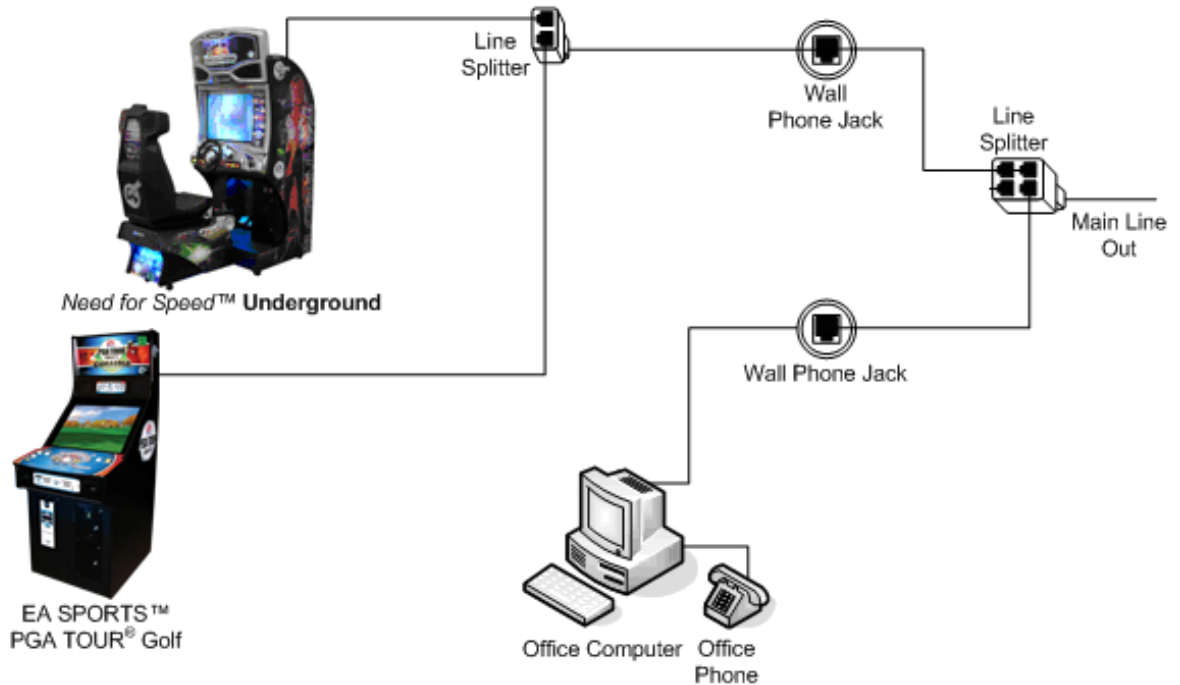 Line
Splitter
Wall
Phone Jack
Line
Splitter
Main Line
Out
Need for Speed™ Underground
Wall Phone Jack
EA SPORTS™
PGA TOUR® Golf
Office Computer
Office
Phone